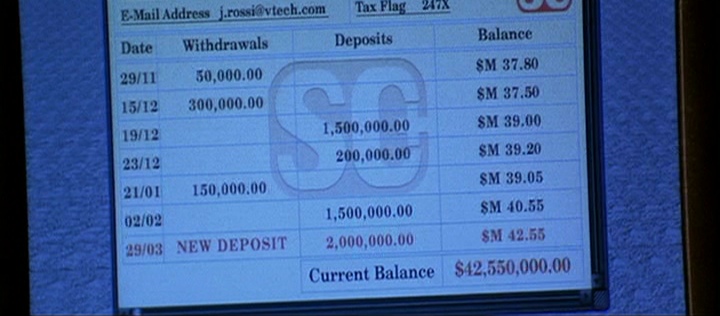 E-Mail Address j.rossi@vtech.com Tax Flag 247X
Date Withdrawals Deposits Balance
29/11 50,000.00 $M 37.80
15/12 300,000.00 $M 37.50
19/12 1,500,000.00 $M 39.00
23/12 200,000.00 $M 39.20
21/01 150,000.00 $M 39.05
02/02 1,500,000.00 $M 40.55
29/03 NEW DEPOSIT 2,000,000.00 $M 42.55
Current Balance $42,550,000.00
SC